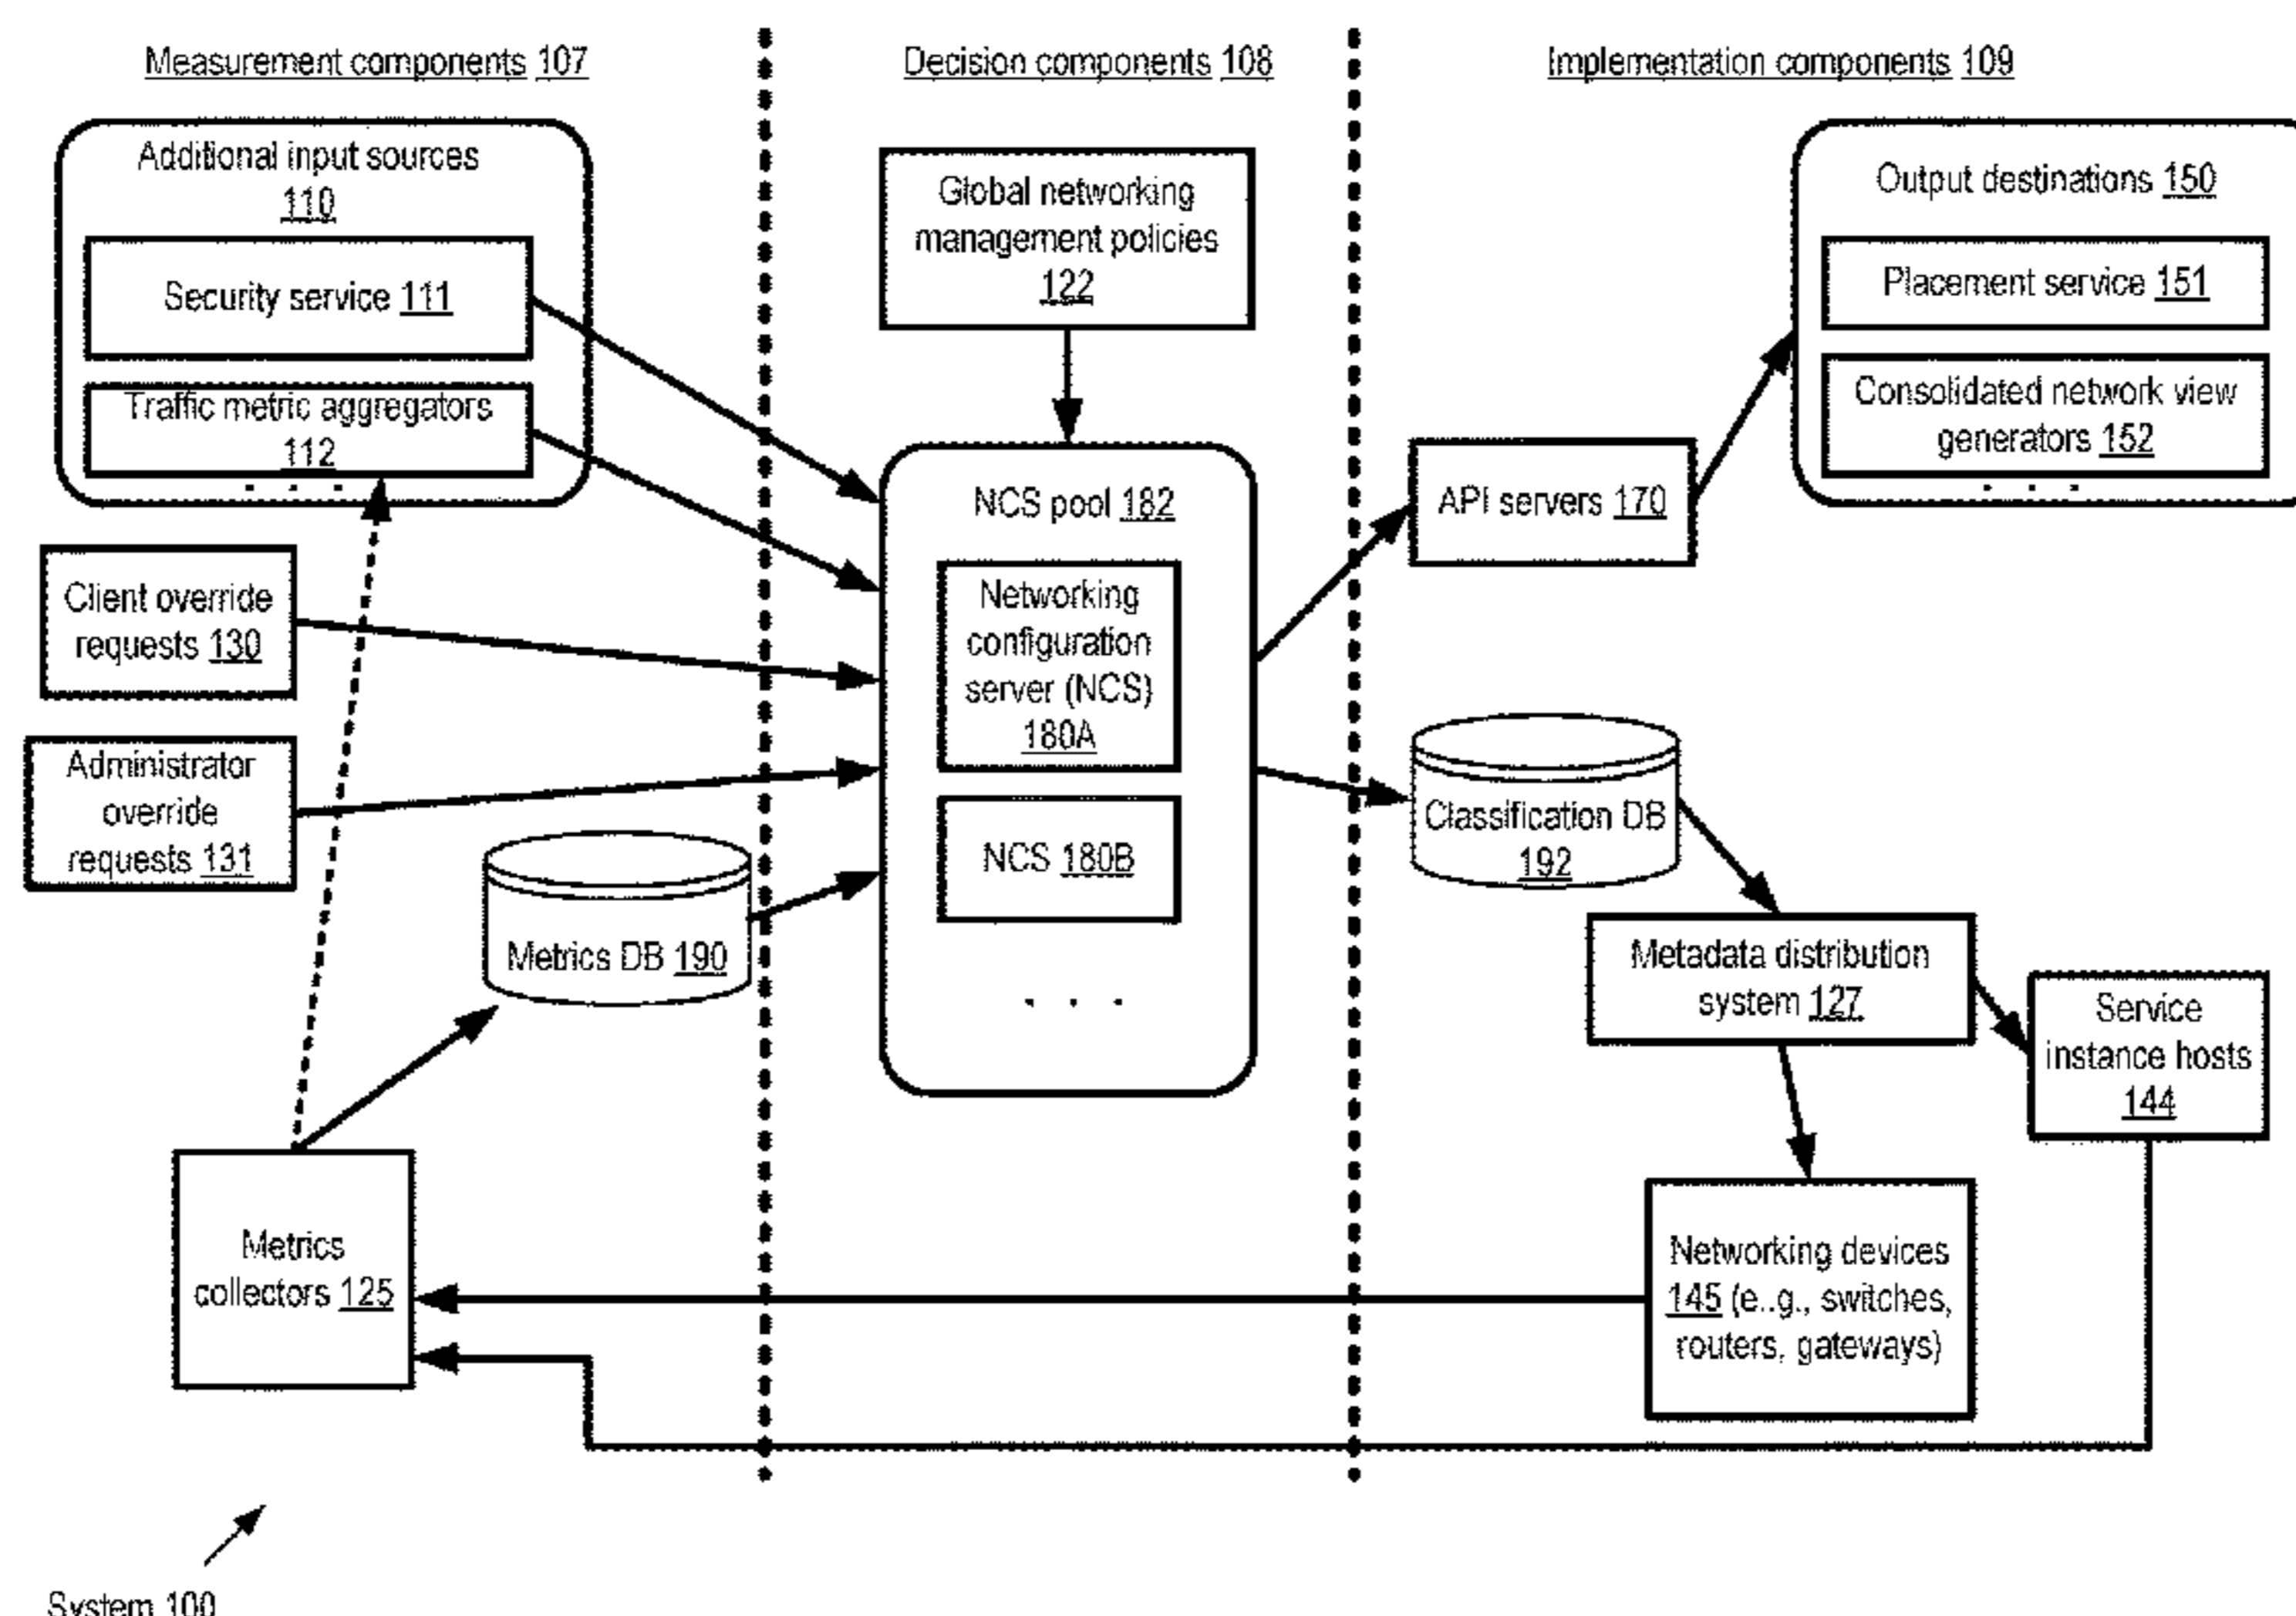 Measurement components 107
Decision components 108
Implementation components 109
Additional input sources
110
Security service 111
Traffic metric aggregators
112
. . .
Client override
requests 130
Administrator
override
requests 131
Metrics DB 190
Metrics
collectors 125
Global networking
management policies
122
NCS pool 182
Networking
configuration
server (NCS)
180A
NCS 180B
. . .
Output destinations 150
Placement service 151
Consolidated network view
generators 152
. . .
API servers 170
Classification DB
192
Metadata distribution
system 127
Service
instance hosts
144
Networking devices
145 (e..g., switches,
routers, gateways)
System 100